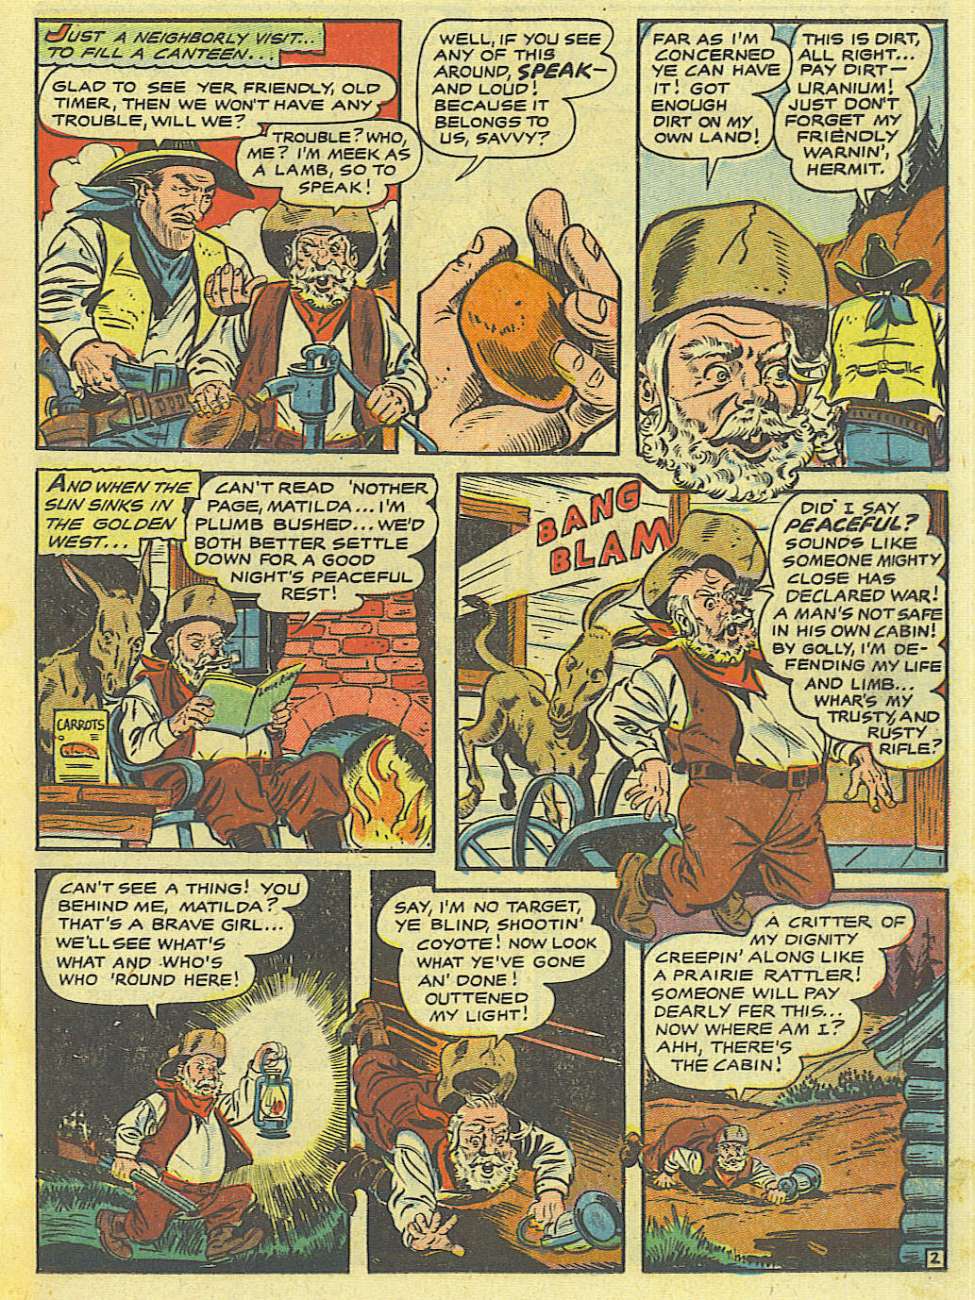 JUST A NEIGHBORLY VISIT...
TO FILL A CANTEEN...
GLAD TO SEE YER FRIENDLY, OLD
TIMER, THEN WE WON'T HAVE ANY
TROUBLE, WILL WE?
TROUBLE? WHO,
ME? I'M MEEK AS
A LAMB, SO TO
SPEAK!
WELL, IF YOU SEE
ANY OF THIS
AROUND, SPEAK—
AND LOUD!
BECAUSE IT
BELONGS TO
US, SAVVY?
FAR AS I'M
CONCERNED
YE CAN HAVE
IT! GOT
ENOUGH
DIRT ON MY
OWN LAND!
THIS IS DIRT,
ALL RIGHT...
PAY DIRT—
URANIUM!
JUST DON'T
FORGET MY
FRIENDLY
WARNIN',
HERMIT.
AND WHEN THE
SUN SINKS IN
THE GOLDEN
WEST...
CAN'T READ 'NOTHER
PAGE, MATILDA... I'M
PLUMB BUSHED... WE'D
BOTH BETTER SETTLE
DOWN FOR A GOOD
NIGHT'S PEACEFUL
REST!
CARROTS
BANG
BLAM
DID I SAY
PEACEFUL?
SOUNDS LIKE
SOMEONE MIGHTY
CLOSE HAS
DECLARED WAR!
A MAN'S NOT SAFE
IN HIS OWN CABIN!
BY GOLLY, I'M DE-
FENDING MY LIFE
AND LIMB...
WHAR'S MY
TRUSTY, AND
RUSTY
RIFLE?
CAN'T SEE A THING! YOU
BEHIND ME, MATILDA?
THAT'S A BRAVE GIRL...
WE'LL SEE WHAT'S
WHAT AND WHO'S
WHO 'ROUND HERE!
SAY, I'M NO TARGET,
YE BLIND, SHOOTIN'
COYOTE! NOW LOOK
WHAT YE'VE GONE
AN' DONE!
OUTTENED
MY LIGHT!
A CRITTER OF
MY DIGNITY
CREEPIN' ALONG LIKE
A PRAIRIE RATTLER!
SOMEONE WILL PAY
DEARLY FER THIS...
NOW WHERE AM I?
AHH, THERE'S
THE CABIN!
2